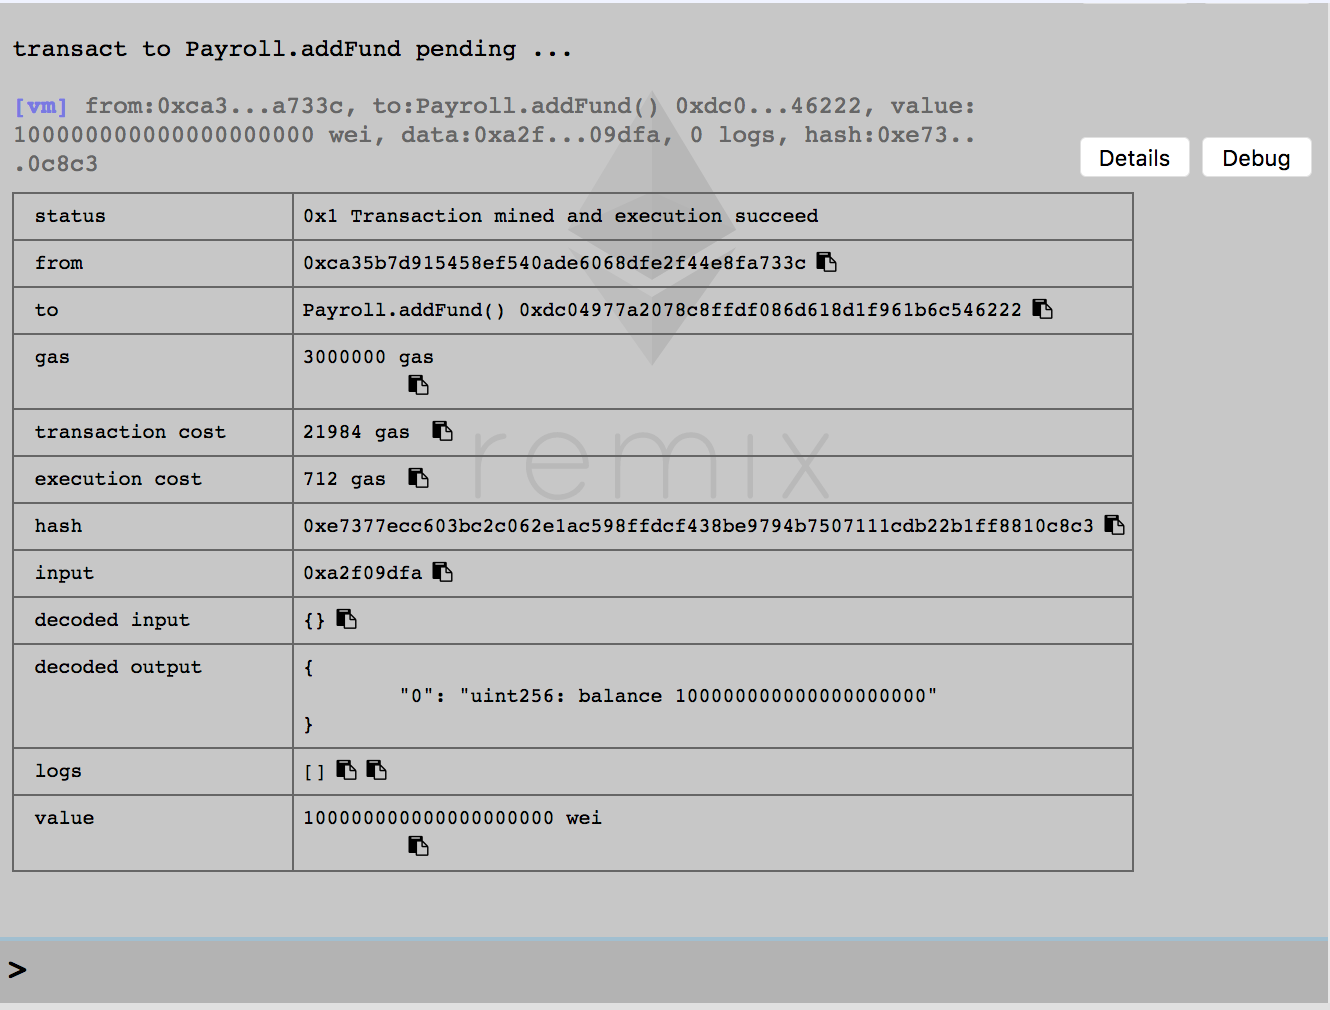 transact to Payroll.addFund pending ...
[vm] from:0xca3...a733c, to:Payroll.addFund() 0xdc0...46222, value:
100000000000000000000 wei, data:0xa2f...09dfa, 0 logs, hash:0xe73..
.0c8c3
Details Debug
status 0x1 Transaction mined and execution succeed
from 0xca35b7d915458ef540ade6068dfe2f44e8fa733c
to Payroll.addFund() 0xdc04977a2078c8ffdf086d618d1f961b6c546222
gas 3000000 gas
transaction cost 21984 gas
execution cost 712 gas
remix
hash 0xe7377ecc603bc2c062e1ac598ffdcf438be9794b7507111cdb22b1ff8810c8c3
input 0xa2f09dfa
decoded input {}
decoded output {
"0": "uint256: balance 100000000000000000000"
}
logs []
value 100000000000000000000 wei
>